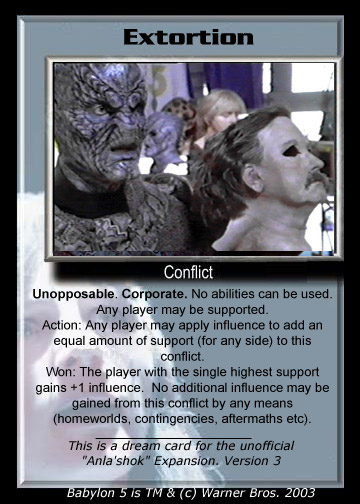 Extortion
Conflict
Unopposable. Corporate. No abilities can be used.
Any player may be supported.
Action: Any player may apply influence to add an
equal amount of support (for any side) to this
conflict.
Won: The player with the single highest support
gains +1 influence. No additional influence may be
gained from this conflict by any means
(homeworlds, contingencies, aftermaths etc).
This is a dream card for the unofficial
"Anla'shok" Expansion. Version 3
Babylon 5 is TM & (c) Warner Bros. 2003